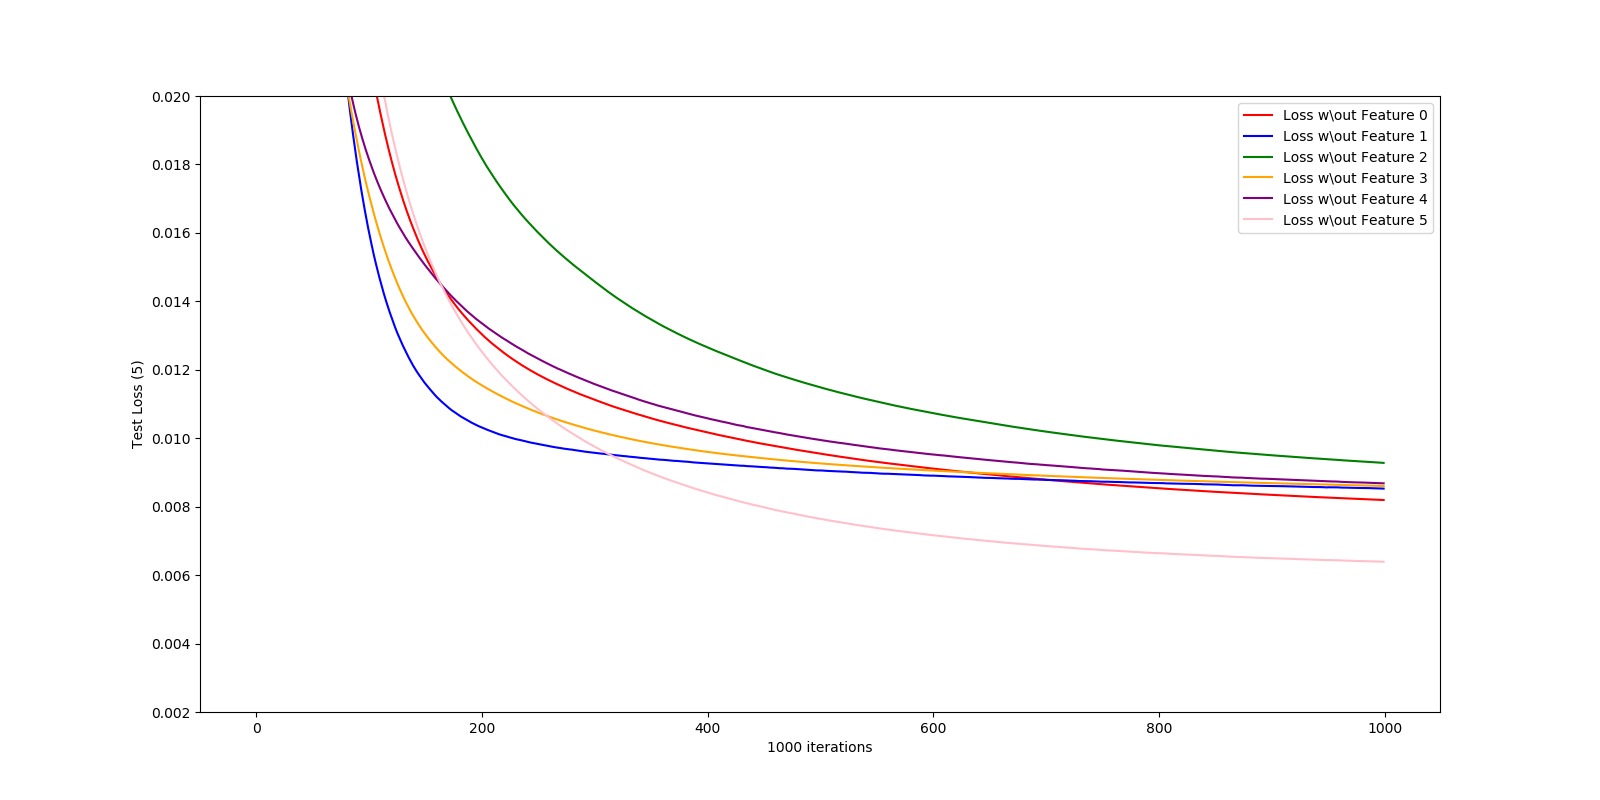 0.020
0.018
0.016
0.014
0.012
0.010
0.008
0.006
0.004
0.002
Test Loss (5)
0 200 400 600 800 1000
1000 iterations
Loss w\out Feature 0
Loss w\out Feature 1
Loss w\out Feature 2
Loss w\out Feature 3
Loss w\out Feature 4
Loss w\out Feature 5